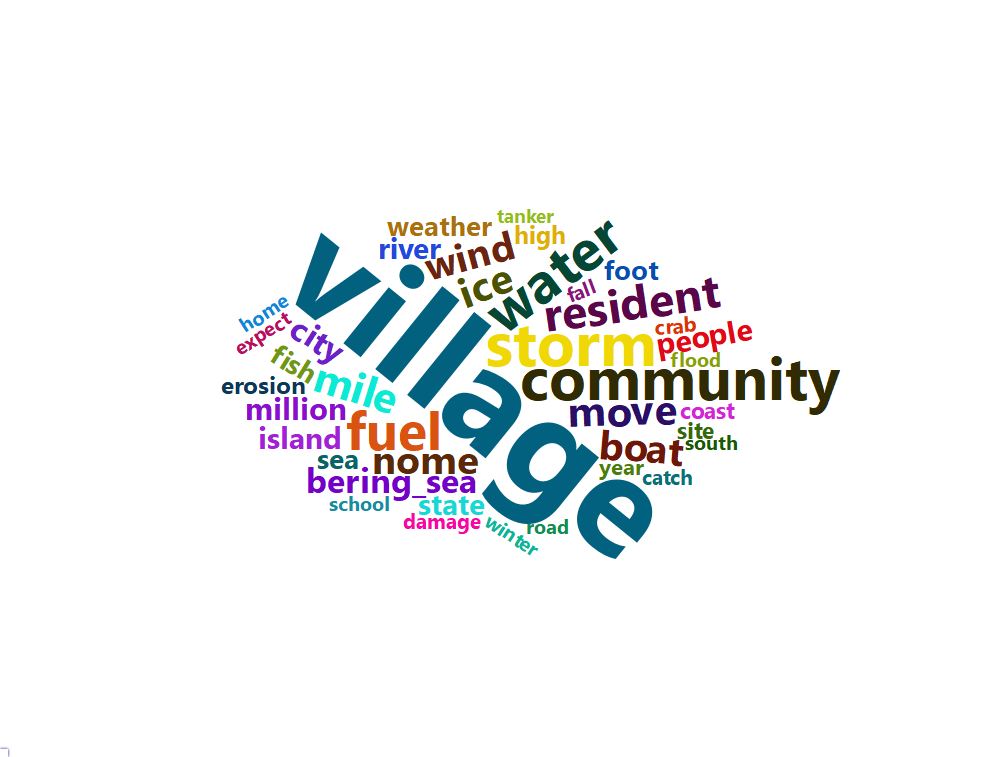 tanker
weather
high
water
river
wind
village
ice
foot
fall
resident
home
expect
city
crab
people
storm
flood
fish
mile
erosion
community
million
move
coast
fuel
island
site
south
boat
nome
sea
year
catch
bering_sea
school
state
damage
winter
road